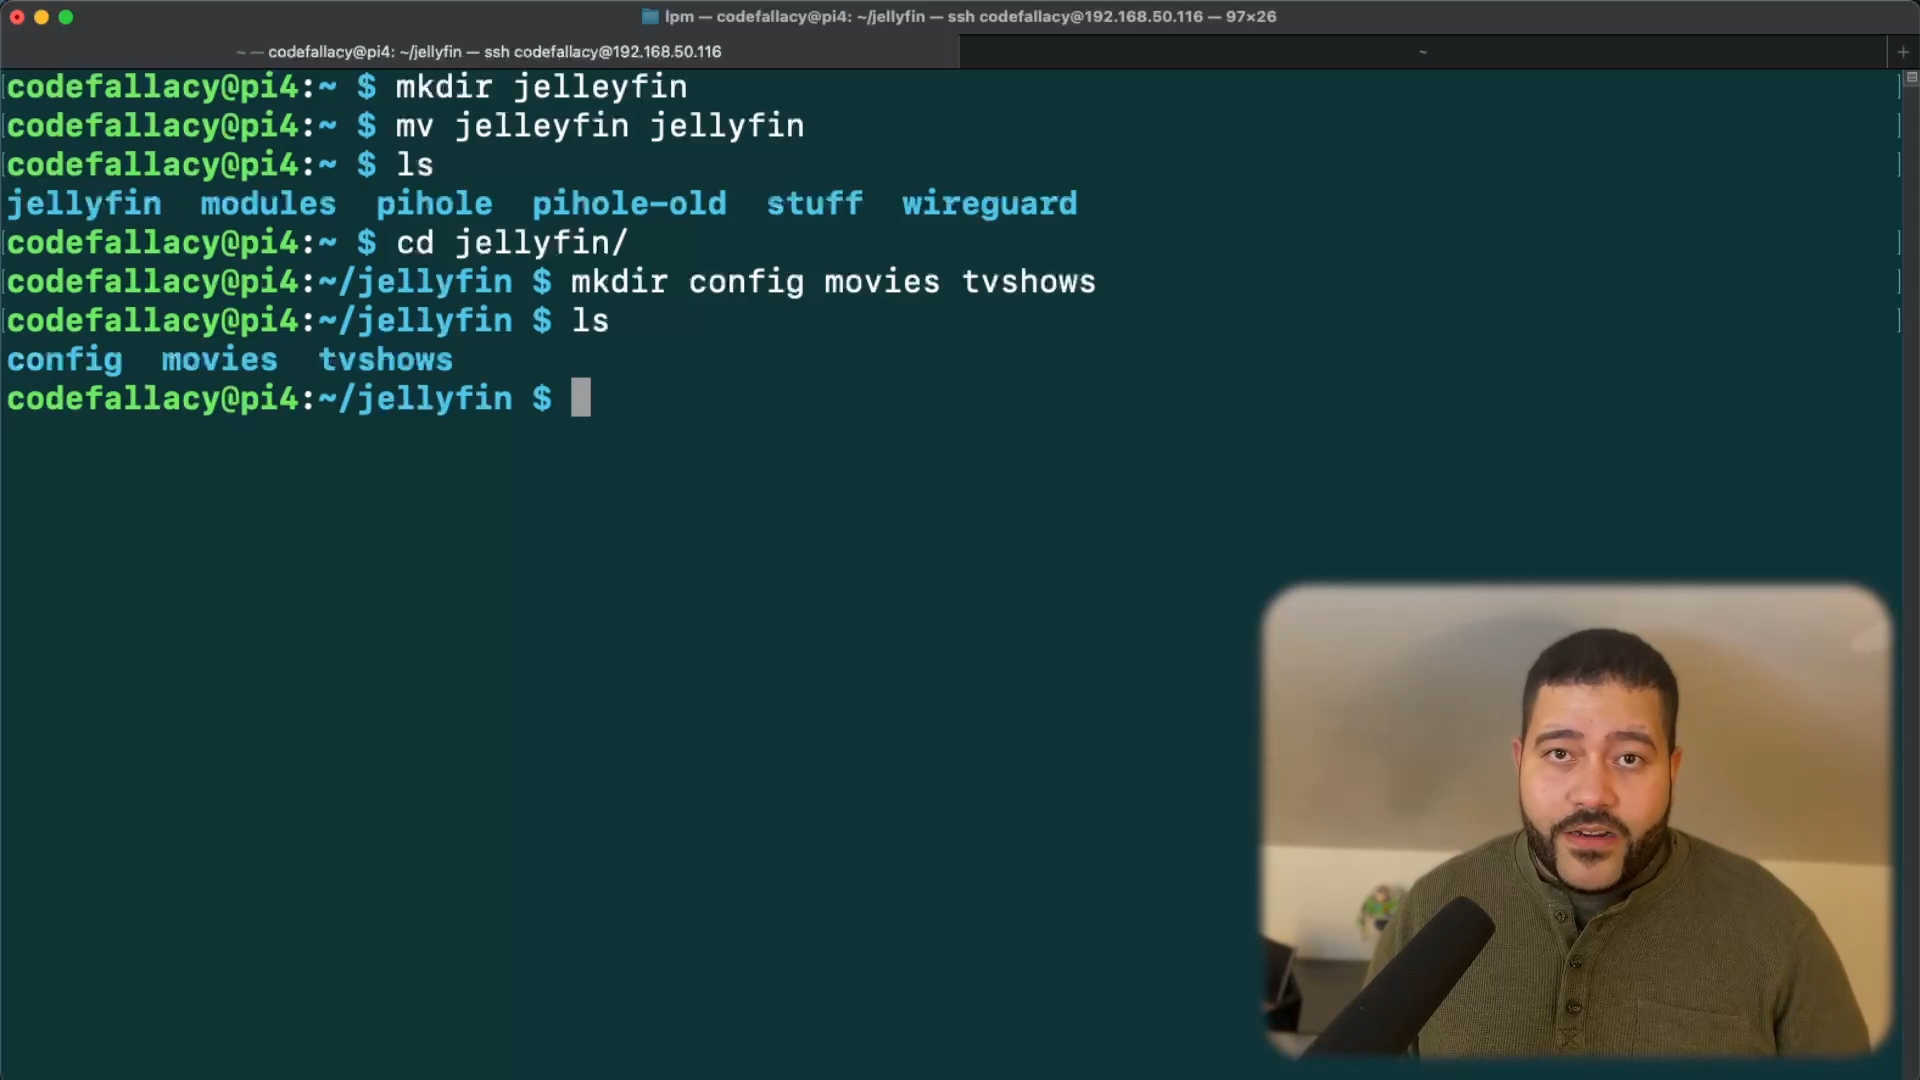 lpm — codefallacy@pi4: ~/jellyfin — ssh codefallacy@192.168.50.116 — 97×26
~ — codefallacy@pi4: ~/jellyfin — ssh codefallacy@192.168.50.116
~
codefallacy@pi4:~ $ mkdir jelleyfin
codefallacy@pi4:~ $ mv jelleyfin jellyfin
codefallacy@pi4:~ $ ls
jellyfin  modules  pihole  pihole-old  stuff  wireguard
codefallacy@pi4:~ $ cd jellyfin/
codefallacy@pi4:~/jellyfin $ mkdir config movies tvshows
codefallacy@pi4:~/jellyfin $ ls
config  movies  tvshows
codefallacy@pi4:~/jellyfin $